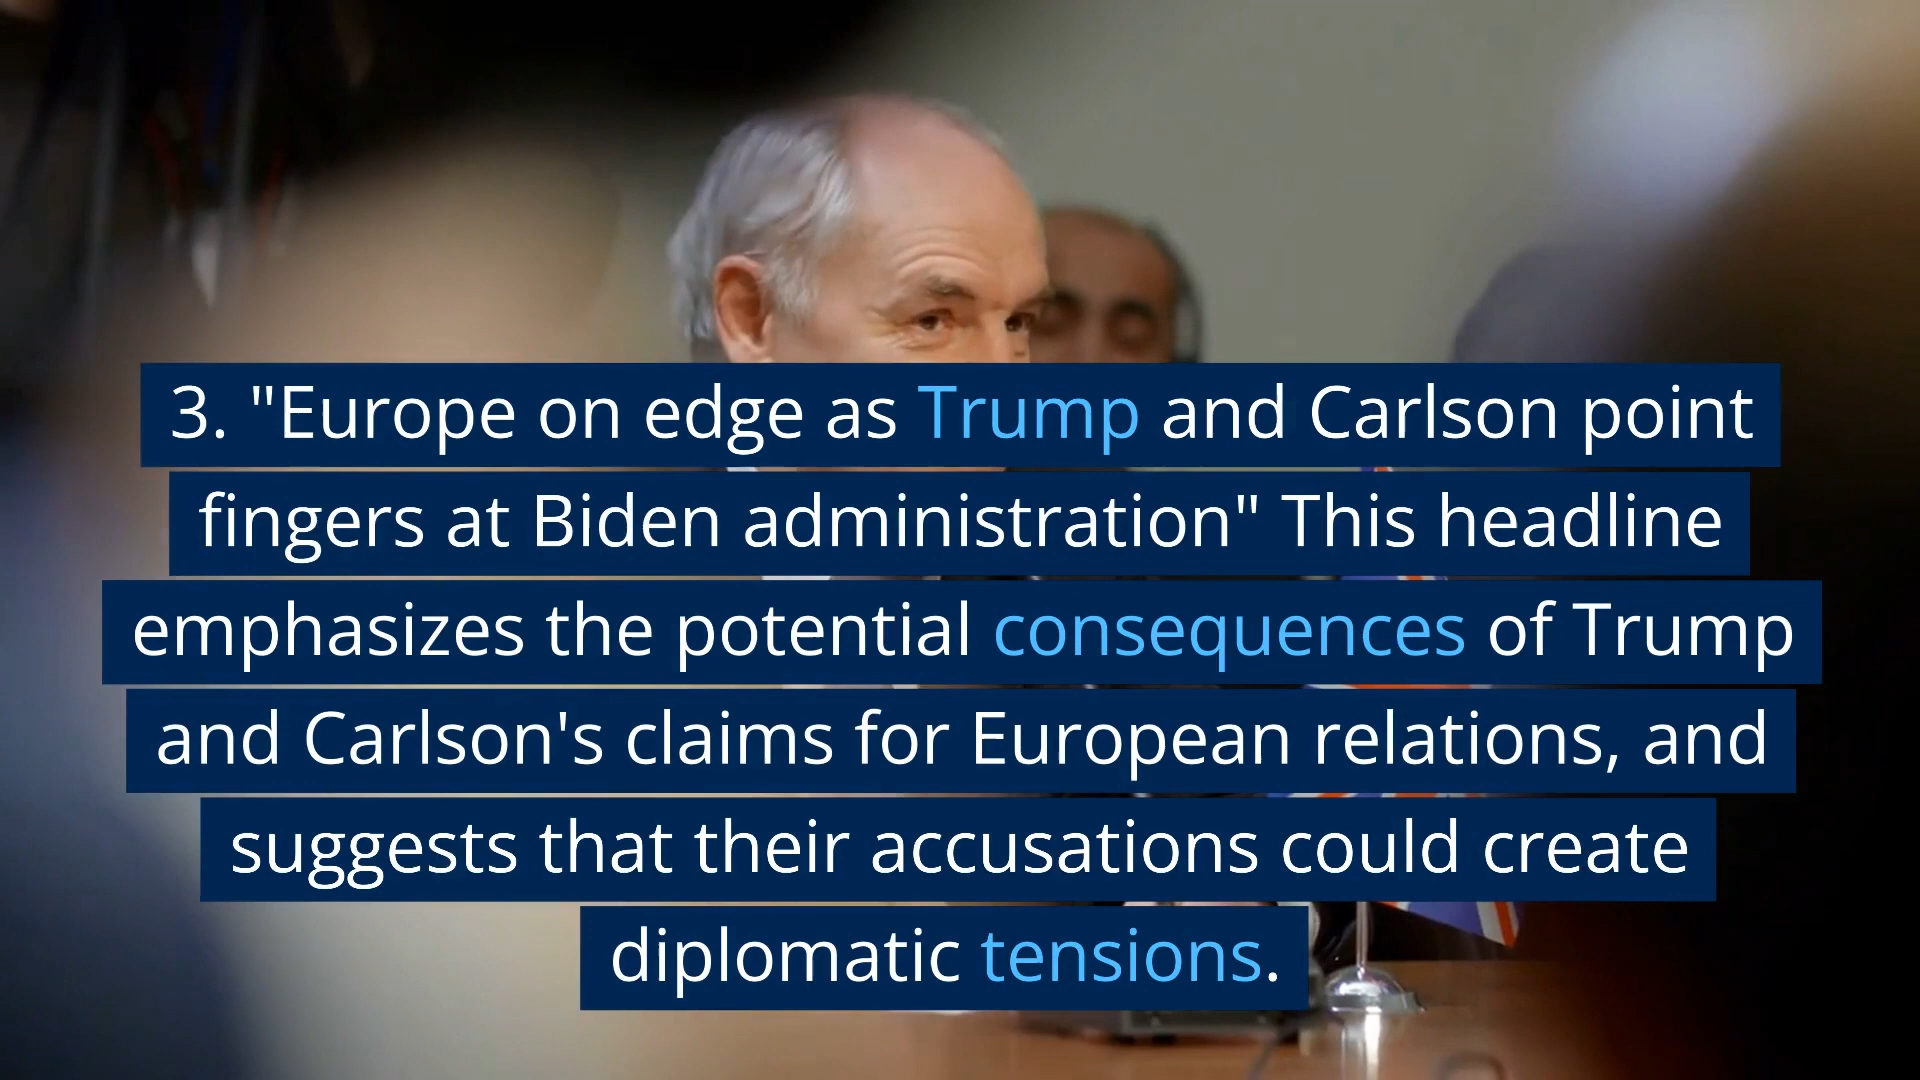 3. "Europe on edge as Trump and Carlson point
fingers at Biden administration" This headline
emphasizes the potential consequences of Trump
and Carlson's claims for European relations, and
suggests that their accusations could create
diplomatic tensions.